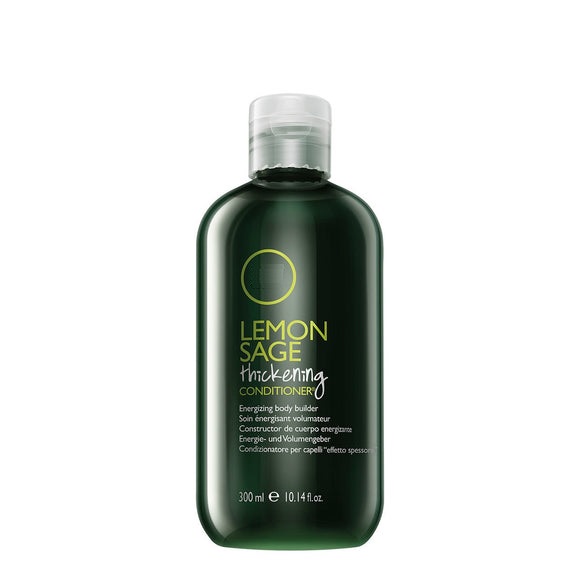 LEMON
SAGE
thickening
CONDITIONER®
Energizing body builder
Soin énergisant volumateur
Constructor de cuerpo energizante
Energie- und Volumengeber
Condizionatore per capelli "effetto spessore"
300 ml ℮ 10.14 fl. oz.